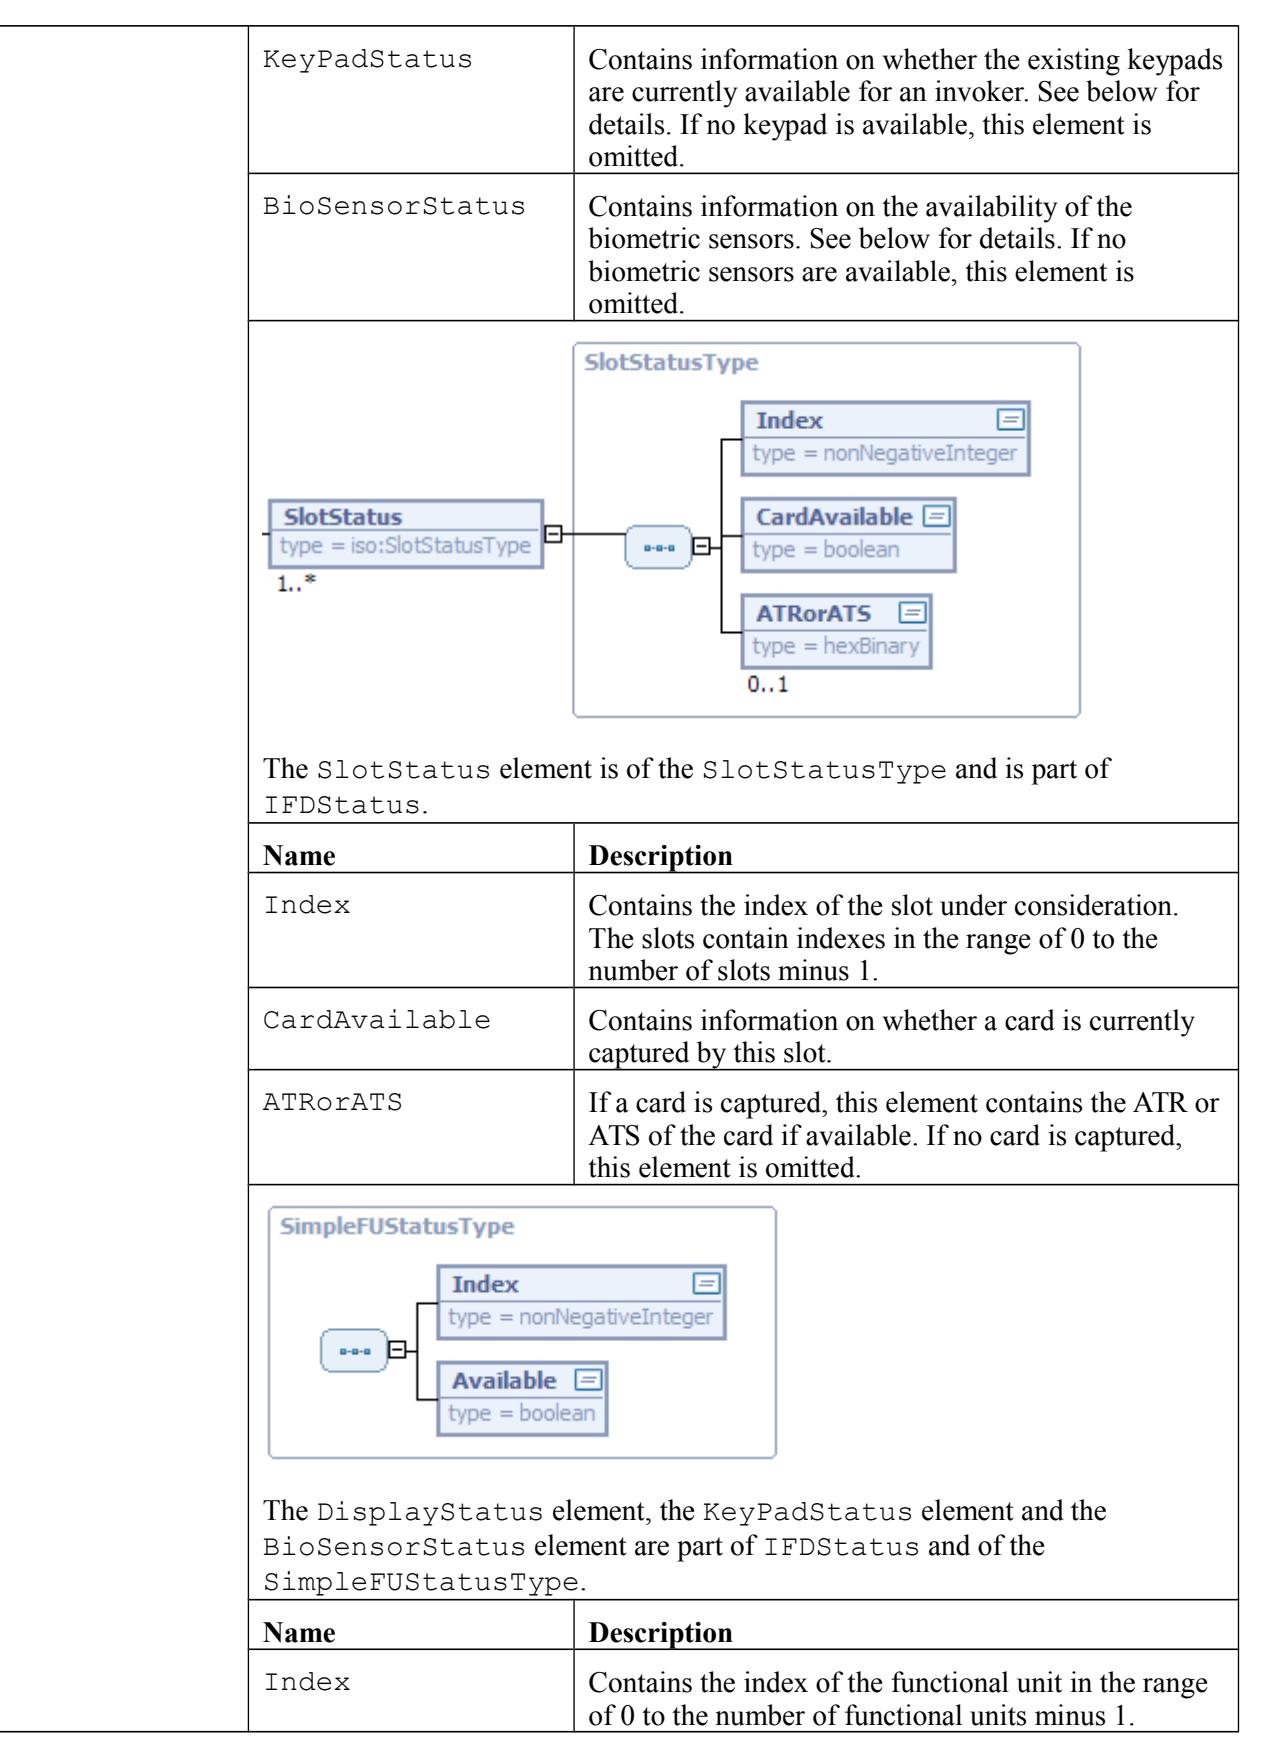 KeyPadStatus
Contains information on whether the existing keypads
are currently available for an invoker. See below for
details. If no keypad is available, this element is
omitted.
BioSensorStatus
Contains information on the availability of the
biometric sensors. See below for details. If no
biometric sensors are available, this element is
omitted.
SlotStatusType
Index
type = nonNegativeInteger
SlotStatus
type = iso:SlotStatusType
1..*
CardAvailable
type = boolean
ATRorATS
type = hexBinary
0..1
The SlotStatus element is of the SlotStatusType and is part of
IFDStatus.
Name
Description
Index
Contains the index of the slot under consideration.
The slots contain indexes in the range of 0 to the
number of slots minus 1.
CardAvailable
Contains information on whether a card is currently
captured by this slot.
ATRorATS
If a card is captured, this element contains the ATR or
ATS of the card if available. If no card is captured,
this element is omitted.
SimpleFUStatusType
Index
type = nonNegativeInteger
Available
type = boolean
The DisplayStatus element, the KeyPadStatus element and the
BioSensorStatus element are part of IFDStatus and of the
SimpleFUStatusType.
Name
Description
Index
Contains the index of the functional unit in the range
of 0 to the number of functional units minus 1.